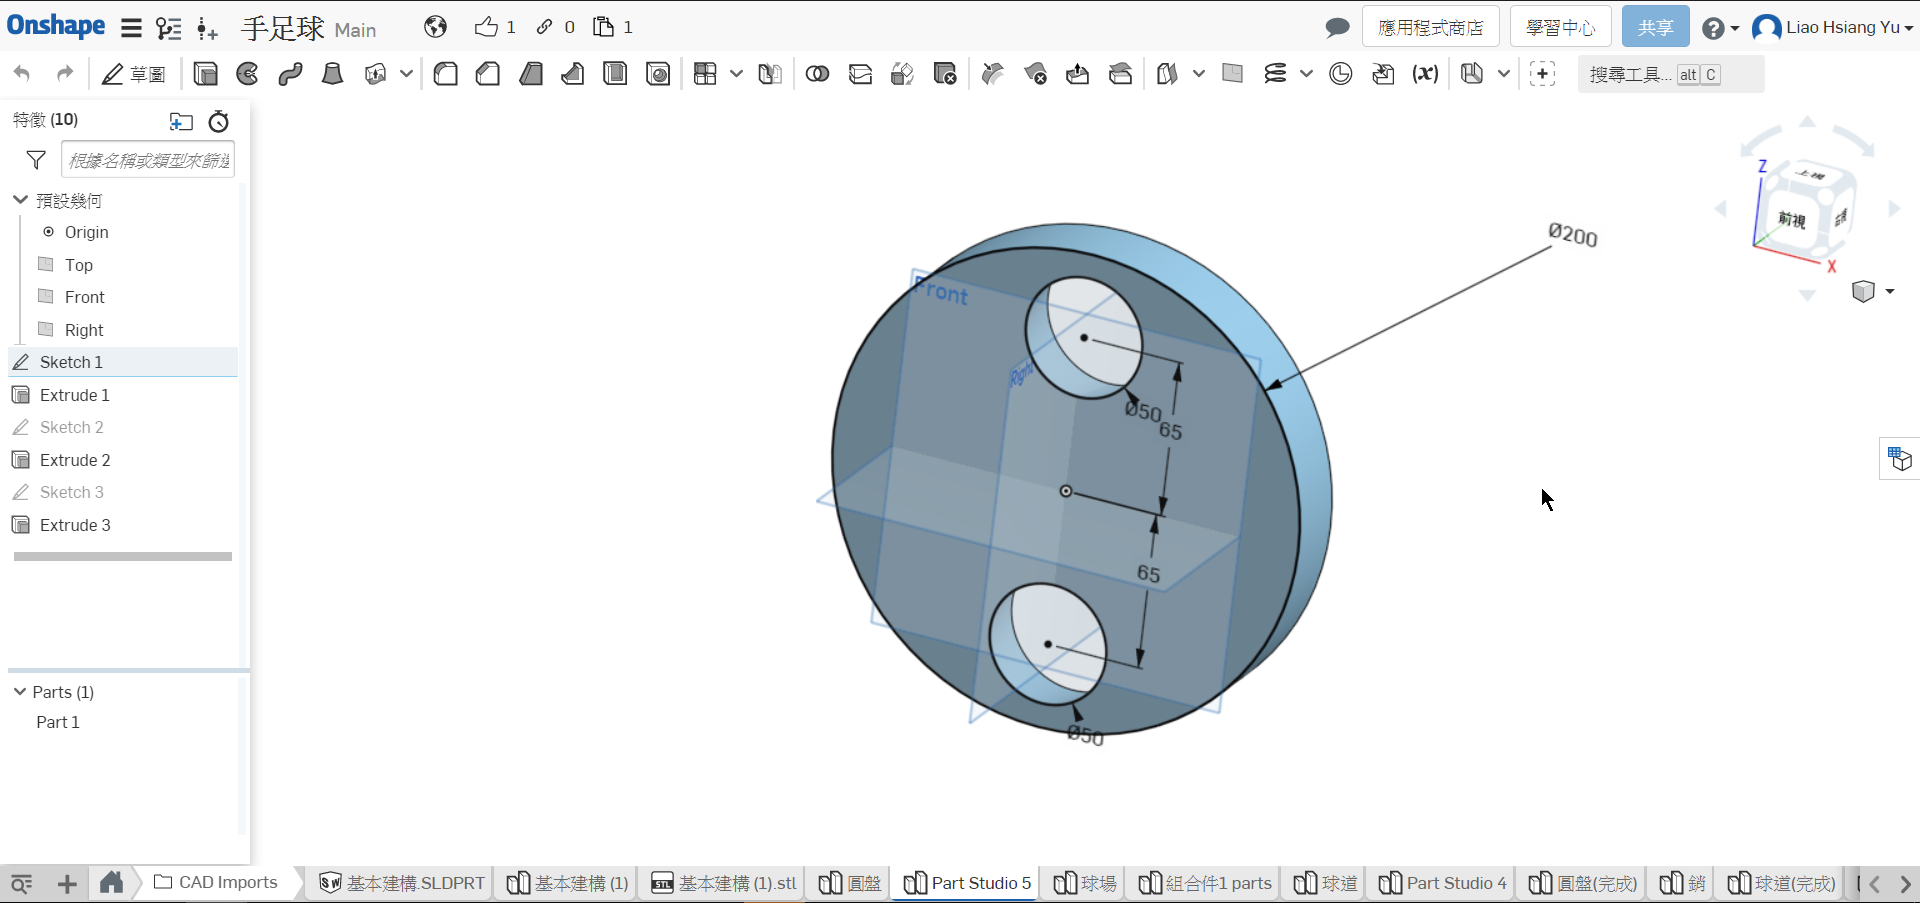 Onshape 手足球 Main 1 0 1 應用程式商店 學習中心 共享 Liao Hsiang Yu
草圖 (x) 搜尋工具... alt C
特徵 (10)
根據名稱或類型來篩選
預設幾何
Origin
Top
Front
Right
Sketch 1
Extrude 1
Sketch 2
Extrude 2
Sketch 3
Extrude 3
Parts (1)
Part 1
Front
Right
Ø200
Ø50
65
65
Ø50
Z
上視
前視
右視
X
CAD Imports 基本建構.SLDPRT 基本建構 (1) STL 基本建構 (1).stl 圓盤 Part Studio 5 球場 組合件1 parts 球道 Part Studio 4 圓盤(完成) 銷 球道(完成)